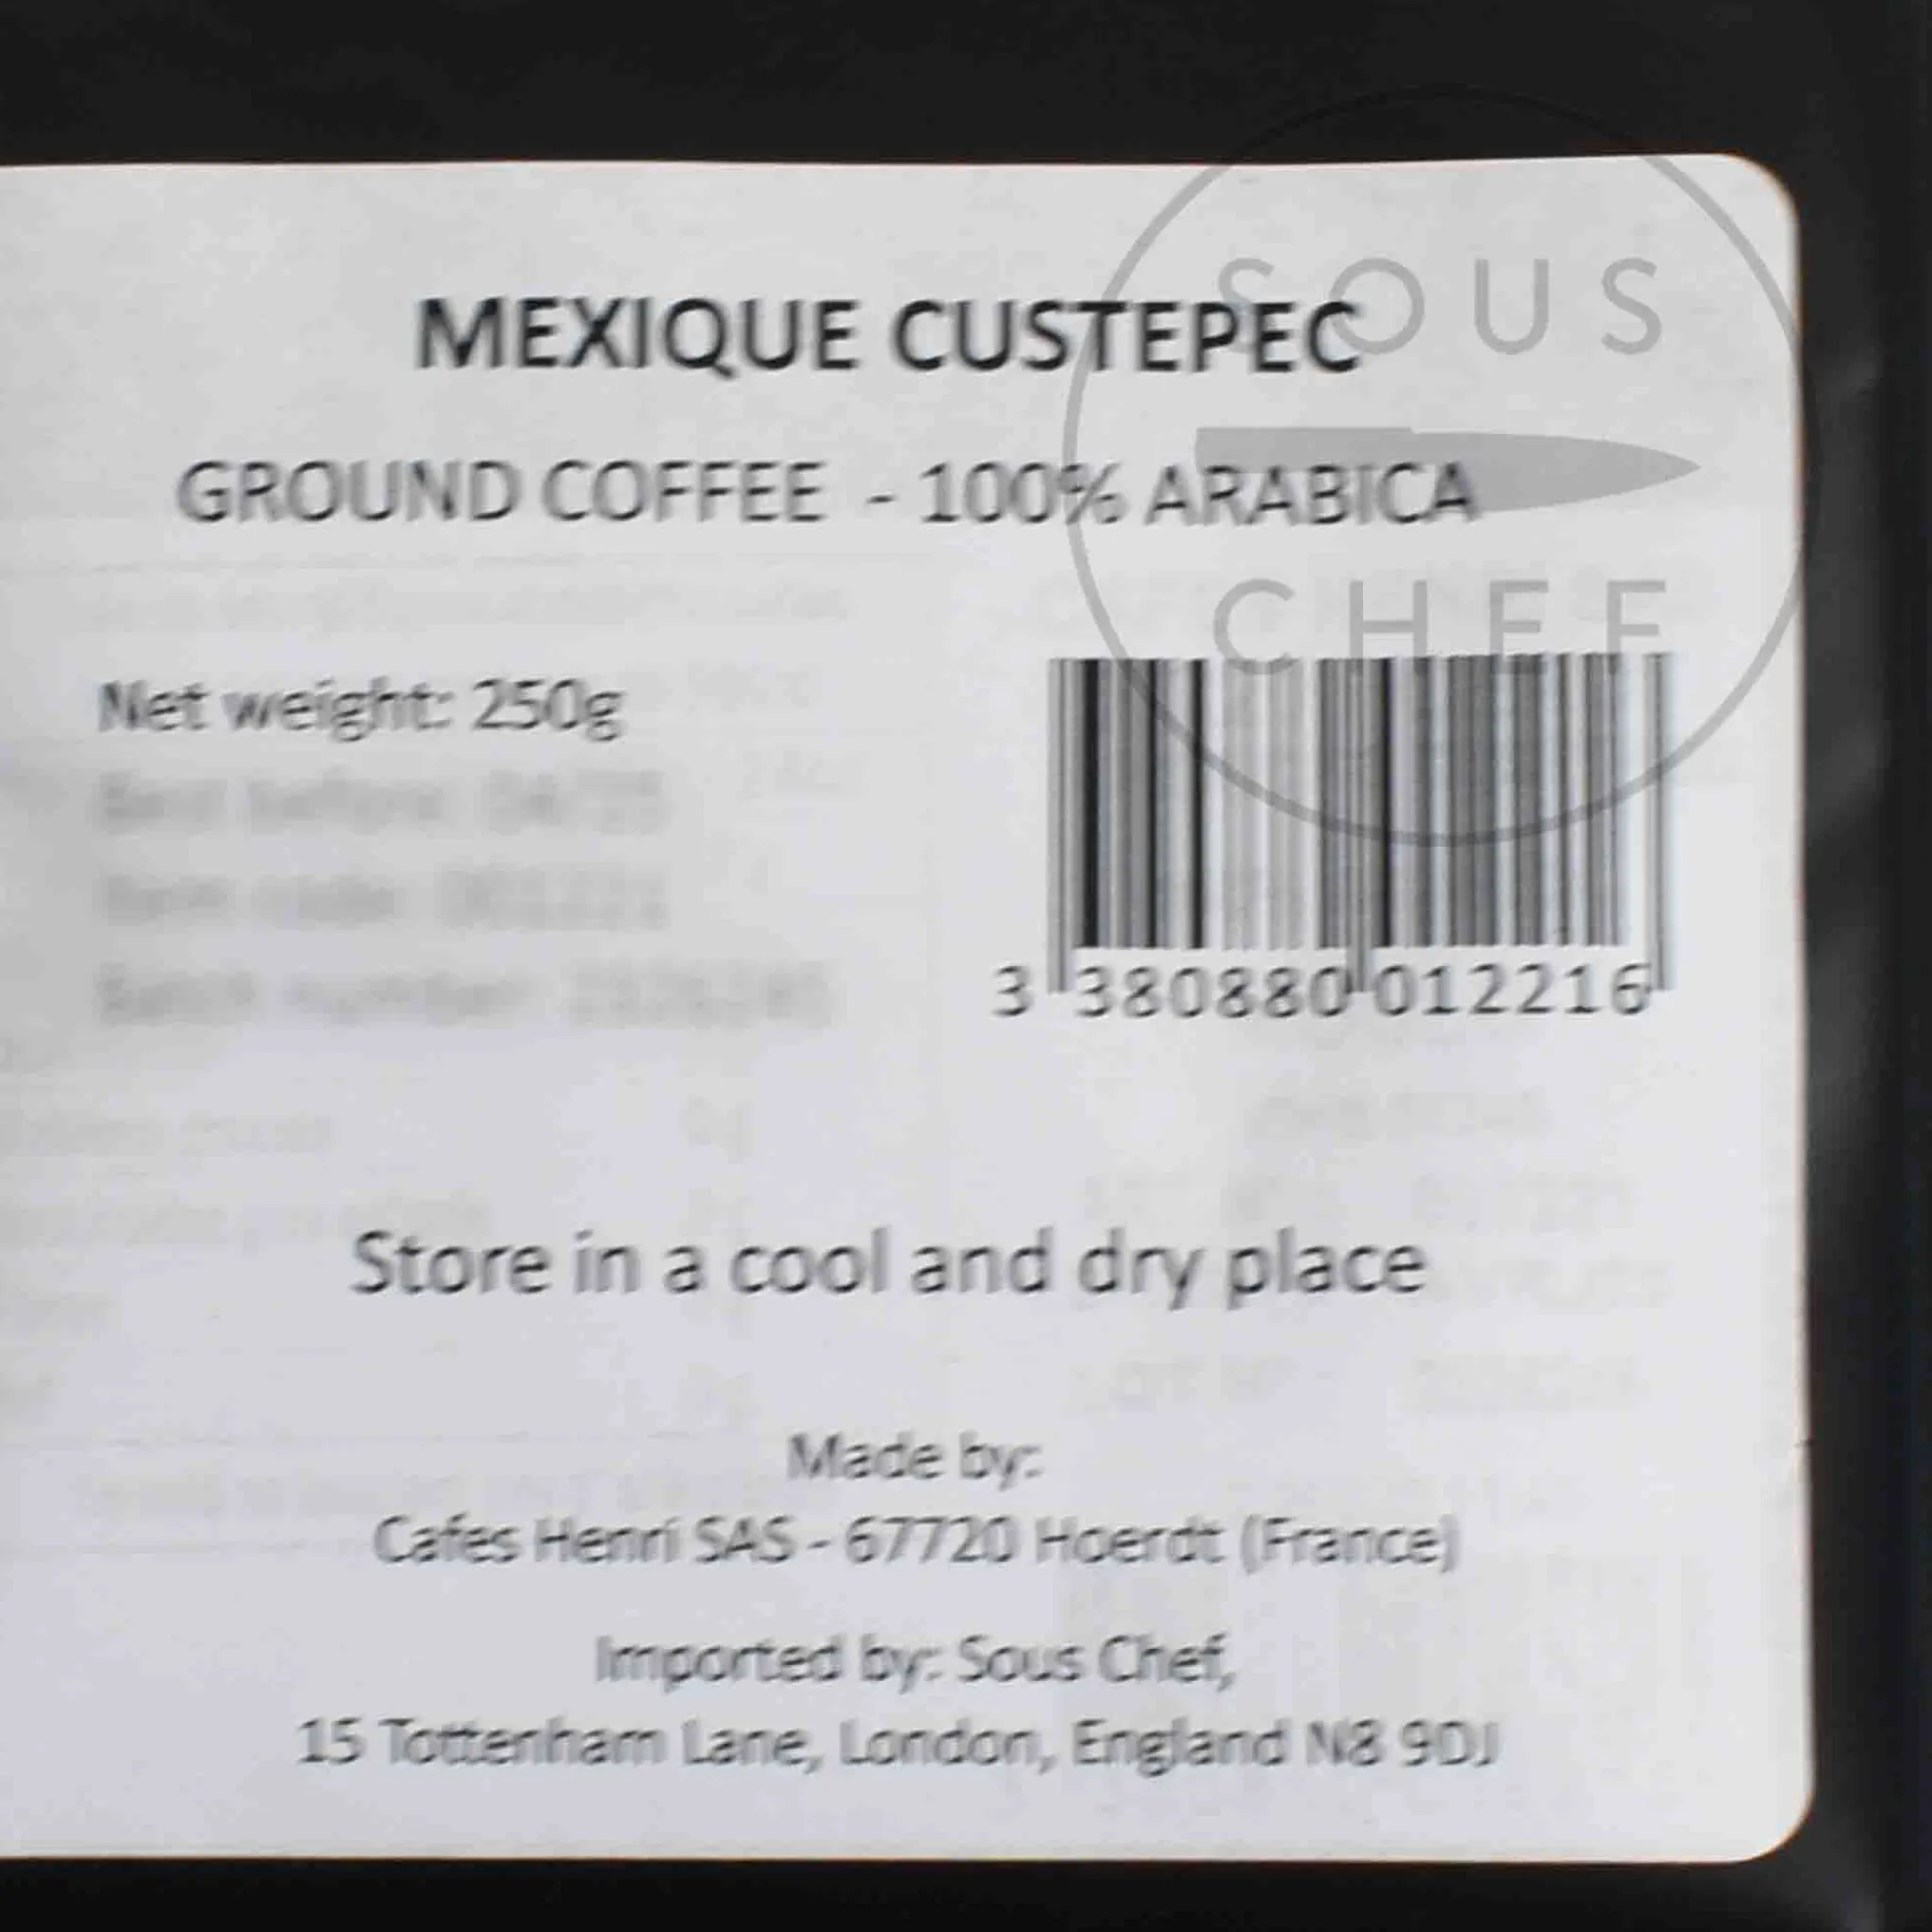 SOUS
CHEF
MEXIQUE CUSTEPEC
GROUND COFFEE - 100% ARABICA
Net weight: 250g
3 380880 012216
Store in a cool and dry place
Made by:
Cafes Henri SAS - 67720 Hoerdt (France)
Imported by: Sous Chef,
15 Tottenham Lane, London, England N8 9DJ